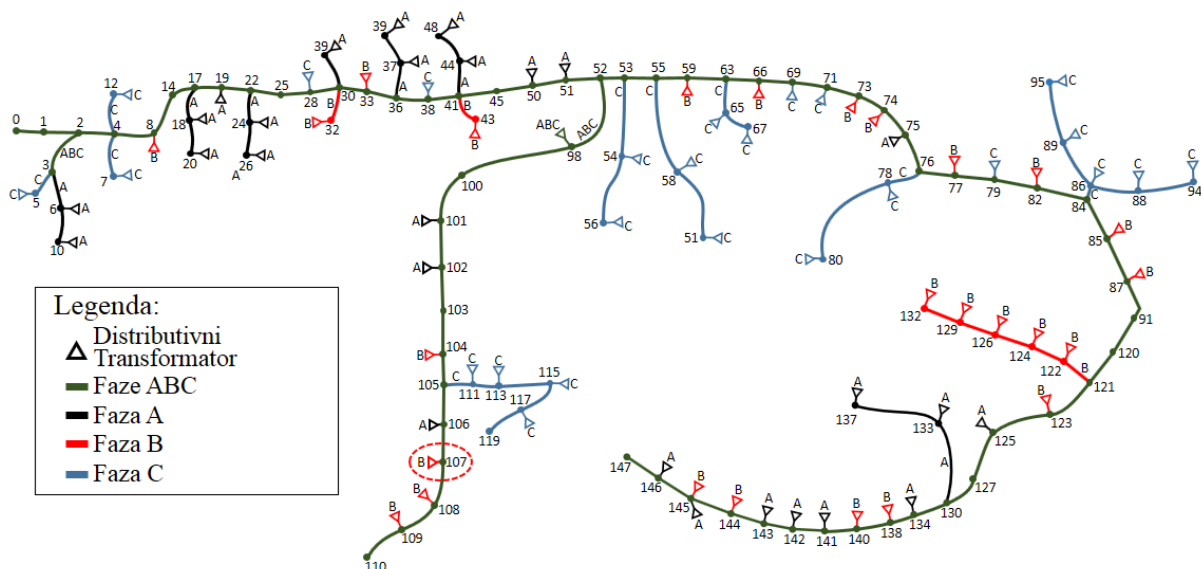 0
1
2
4
8
14
17
19
22
25
28
30
33
36
38
41
45
50
51
52
53
55
59
63
66
69
71
73
74
75
76
77
79
82
84
12
C
C
C
7
C
B
ABC
3
C
C
5
A
6
A
10
A
A
A
18
A
20
A
A
24
A
26
A
C
39
A
B
B
32
B
39
A
37
A
A
C
48
A
44
A
A
B
43
B
A
A
ABC
ABC
98
100
A
101
A
102
103
B
104
105
C
C
C
111
113
115
C
117
C
119
A
106
B
107
B
108
B
109
110
C
54
C
56
C
C
C
58
51
C
B
C
65
C
67
C
B
C
C
B
B
A
C
78
C
C
80
B
C
B
95
C
C
89
C
86
C
C
88
C
94
85
B
87
B
91
120
121
B
B
122
B
124
B
126
B
129
B
132
B
123
A
125
127
130
A
A
133
A
137
A
134
B
138
B
140
A
141
A
142
A
143
B
144
B
145
A
A
146
147
Legenda:
Distributivni
Transformator
Faze ABC
Faza A
Faza B
Faza C